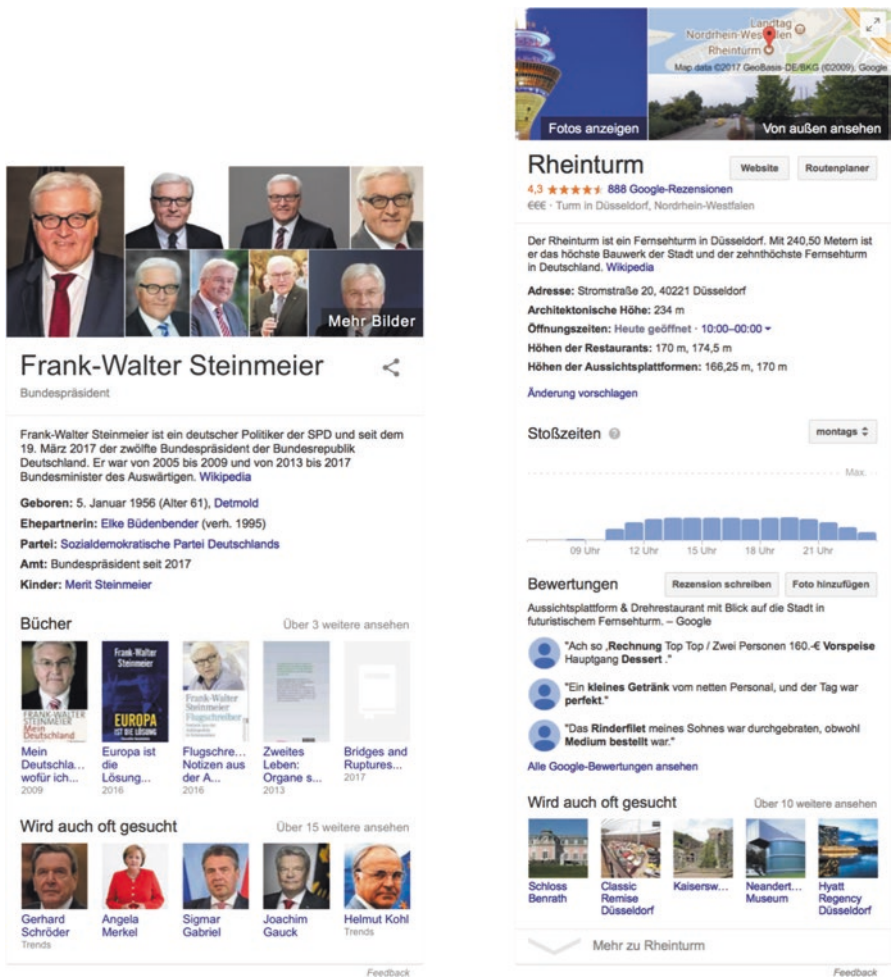 Mehr Bilder
Frank-Walter Steinmeier
Bundespräsident
Frank-Walter Steinmeier ist ein deutscher Politiker der SPD und seit dem
19. März 2017 der zwölfte Bundespräsident der Bundesrepublik
Deutschland. Er war von 2005 bis 2009 und von 2013 bis 2017
Bundesminister des Auswärtigen. Wikipedia
Geboren: 5. Januar 1956 (Alter 61), Detmold
Ehepartnerin: Elke Büdenbender (verh. 1995)
Partei: Sozialdemokratische Partei Deutschlands
Amt: Bundespräsident seit 2017
Kinder: Merit Steinmeier
Bücher
Über 3 weitere ansehen
FRANK-WALTER
STEINMEIER
Mein
Deutschland
Frank-Walter
Steinmeier
EUROPA
IST DIE LÖSUNG
Frank-Walter
Steinmeier
Flugschreiber
Mein
Deutschla...
wofür ich...
2009
Europa ist
die
Lösung...
2016
Flugschre...
Notizen aus
der A...
2016
Zweites
Leben:
Organe s...
2013
Bridges and
Ruptures...
2017
Wird auch oft gesucht
Über 15 weitere ansehen
Gerhard
Schröder
Trends
Angela
Merkel
Sigmar
Gabriel
Joachim
Gauck
Helmut Kohl
Trends
Feedback
Landtag
Nordrhein-Westfalen
Rheinturm
Map data ©2017 GeoBasis-DE/BKG (©2009), Google
Fotos anzeigen
Von außen ansehen
Rheinturm
Website
Routenplaner
4,3 ★★★★★ 888 Google-Rezensionen
€€€ · Turm in Düsseldorf, Nordrhein-Westfalen
Der Rheinturm ist ein Fernsehturm in Düsseldorf. Mit 240,50 Metern ist
er das höchste Bauwerk der Stadt und der zehnthöchste Fernsehturm
in Deutschland. Wikipedia
Adresse: Stromstraße 20, 40221 Düsseldorf
Architektonische Höhe: 234 m
Öffnungszeiten: Heute geöffnet · 10:00–00:00
Höhen der Restaurants: 170 m, 174,5 m
Höhen der Aussichtsplattformen: 166,25 m, 170 m
Änderung vorschlagen
Stoßzeiten
montags
Max.
09 Uhr 12 Uhr 15 Uhr 18 Uhr 21 Uhr
Bewertungen
Rezension schreiben
Foto hinzufügen
Aussichtsplattform & Drehrestaurant mit Blick auf die Stadt in
futuristischem Fernsehturm. – Google
"Ach so ,Rechnung Top Top / Zwei Personen 160.-€ Vorspeise
Hauptgang Dessert ."
"Ein kleines Getränk vom netten Personal, und der Tag war
perfekt."
"Das Rinderfilet meines Sohnes war durchgebraten, obwohl
Medium bestellt war."
Alle Google-Bewertungen ansehen
Wird auch oft gesucht
Über 10 weitere ansehen
Schloss
Benrath
Classic
Remise
Düsseldorf
Kaisersw...
Neandert...
Museum
Hyatt
Regency
Düsseldorf
Mehr zu Rheinturm
Feedback